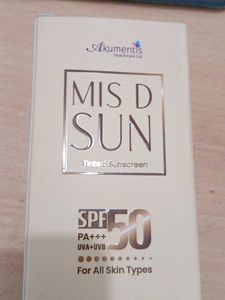 Akumentis
Healthcare Ltd
MIS D
SUN
Tinted Sunscreen
SPF 50
PA+++
UVA+UVB
For All Skin Types